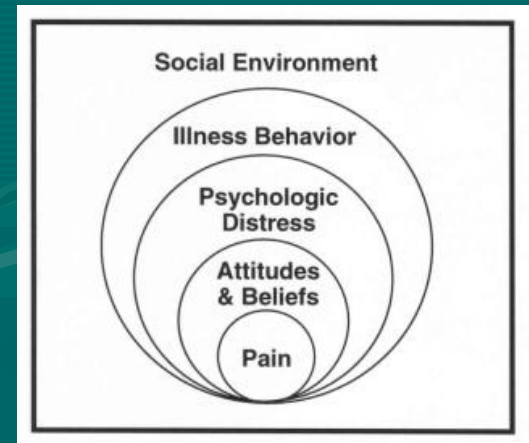 Social Environment
Illness Behavior
Psychologic
Distress
Attitudes
& Beliefs
Pain